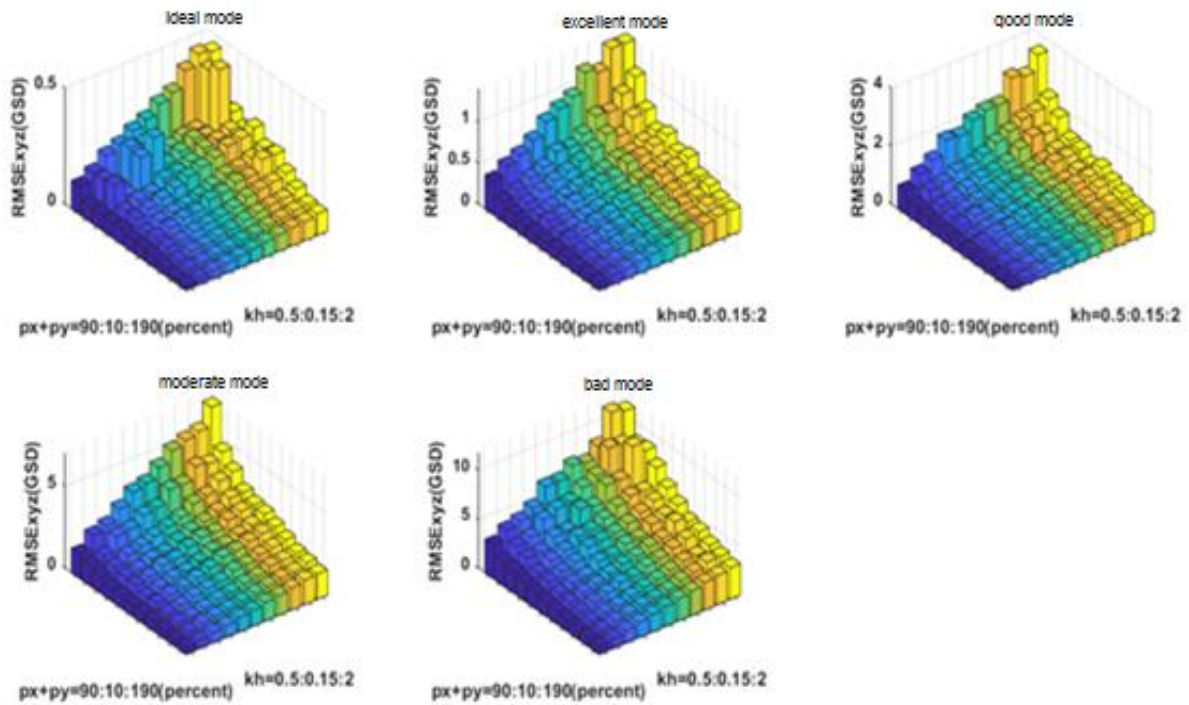 Ideal mode
RMSExyz(GSD)
0.5
0
px+py=90:10:190(percent)
kh=0.5:0.15:2
excellent mode
RMSExyz(GSD)
1
0.5
0
px+py=90:10:190(percent)
kh=0.5:0.15:2
good mode
RMSExyz(GSD)
4
2
0
px+py=90:10:190(percent)
kh=0.5:0.15:2
moderate mode
RMSExyz(GSD)
5
0
px+py=90:10:190(percent)
kh=0.5:0.15:2
bad mode
RMSExyz(GSD)
10
5
0
px+py=90:10:190(percent)
kh=0.5:0.15:2